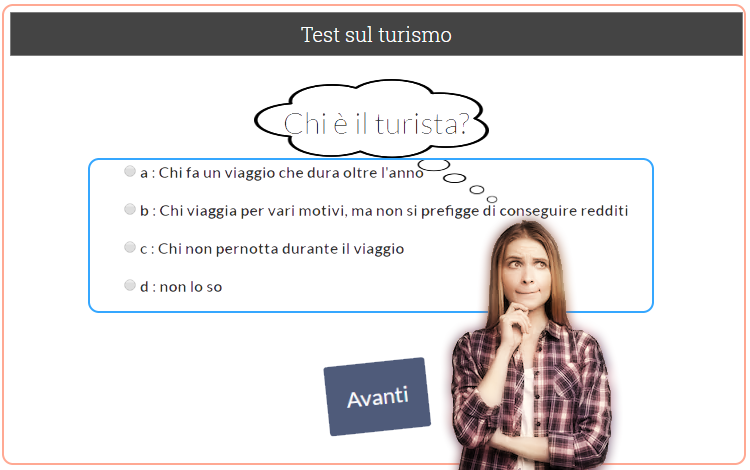 Test sul turismo
Chi è il turista?
a : Chi fa un viaggio che dura oltre l'anno
b : Chi viaggia per vari motivi, ma non si prefigge di conseguire redditi
c : Chi non pernotta durante il viaggio
d : non lo so
Avanti